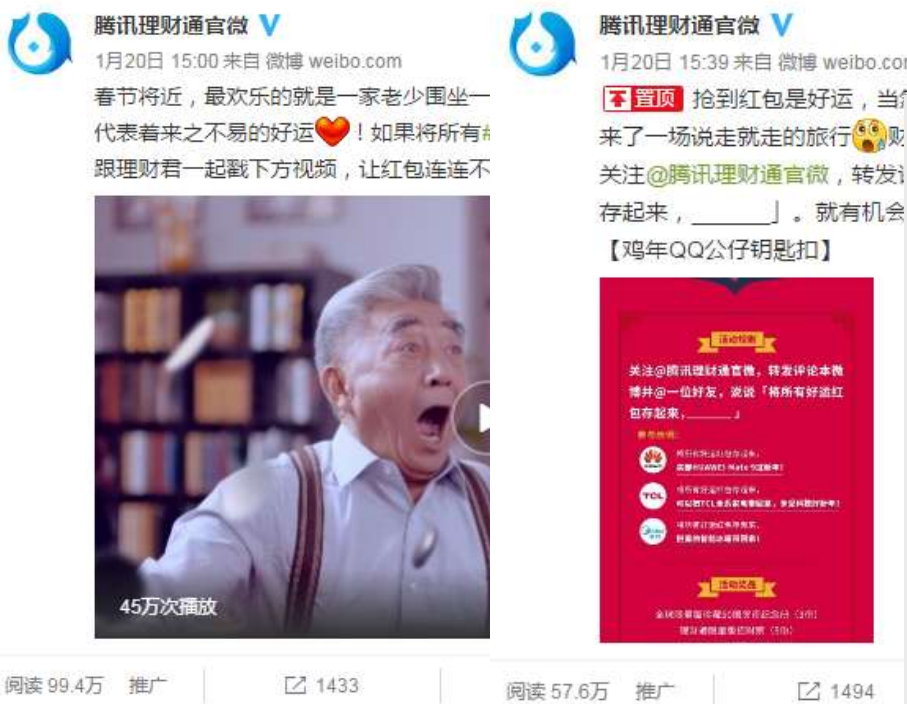 腾讯理财通官微 V
1月20日 15:00 来自 微博 weibo.com
春节将近，最欢乐的就是一家老少围坐一
代表着来之不易的好运！如果将所有#
跟理财君一起戳下方视频，让红包连连不
45万次播放
阅读 99.4万 推广 1433
腾讯理财通官微 V
1月20日 15:39 来自 微博 weibo.co
置顶 抢到红包是好运，当
来了一场说走就走的旅行财
关注@腾讯理财通官微，转发
存起来，_______」。就有机会
【鸡年QQ公仔钥匙扣】
活动规则
关注@腾讯理财通官微，转发评论本微
博并@一位好友，说说「将所有好运红
包存起来，______」
HUAWEI
TCL
活动奖品
阅读 57.6万 推广 1494